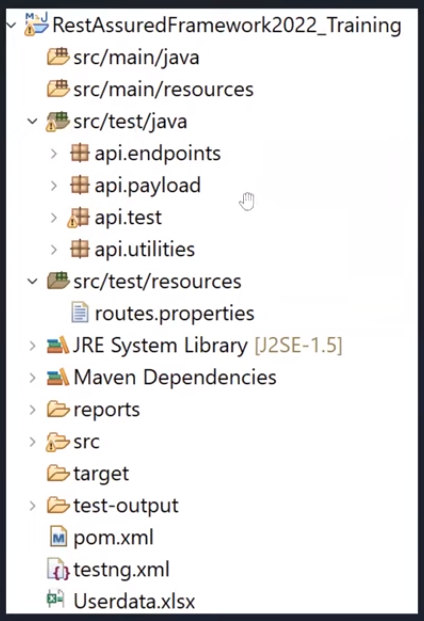 RestAssuredFramework2022_Training
src/main/java
src/main/resources
src/test/java
api.endpoints
api.payload
api.test
api.utilities
src/test/resources
routes.properties
JRE System Library [J2SE-1.5]
Maven Dependencies
reports
src
target
test-output
pom.xml
testng.xml
Userdata.xlsx